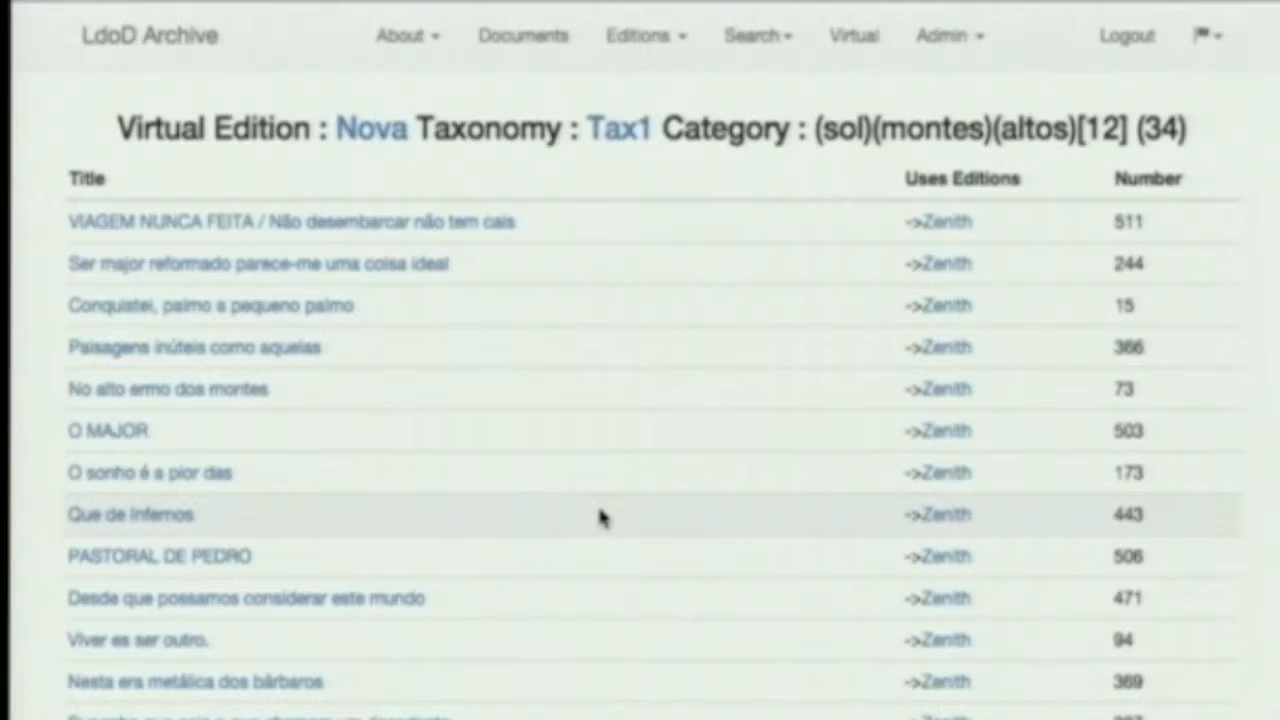 LdoD Archive About Documents Editions Search Virtual Admin Logout
Virtual Edition : Nova Taxonomy : Tax1 Category : (sol)(montes)(altos)[12] (34)
Title Uses Editions Number
VIAGEM NUNCA FEITA / Não desembarcar não tem cais ->Zenith 511
Ser major reformado parece-me uma coisa ideal ->Zenith 244
Conquistei, palmo a pequeno palmo ->Zenith 15
Paisagens inúteis como aquelas ->Zenith 366
No alto ermo dos montes ->Zenith 73
O MAJOR ->Zenith 503
O sonho é a pior das ->Zenith 173
Que de Infernos ->Zenith 443
PASTORAL DE PEDRO ->Zenith 506
Desde que possamos considerar este mundo ->Zenith 471
Viver es ser outro. ->Zenith 94
Nesta era metálica dos bárbaros ->Zenith 369